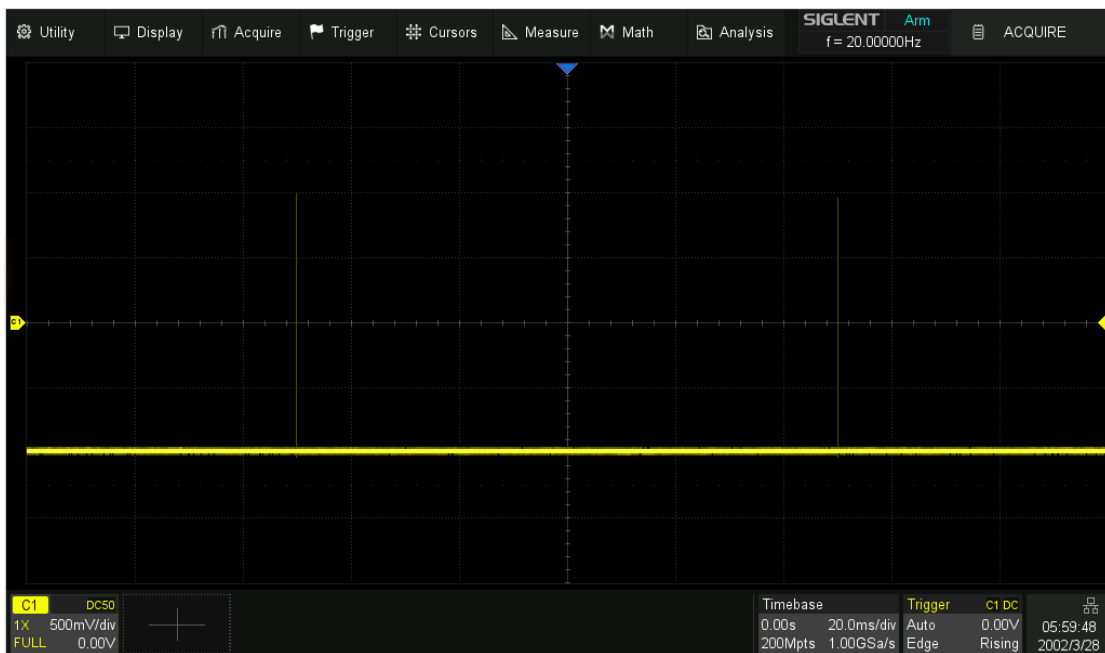 Utility Display Acquire Trigger Cursors Measure Math Analysis SIGLENT Arm ACQUIRE
f = 20.00000Hz
C1
C1 DC50
1X 500mV/div
FULL 0.00V
Timebase
0.00s 20.0ms/div
200Mpts 1.00GSa/s
Trigger C1 DC
Auto 0.00V
Edge Rising
05:59:48
2002/3/28